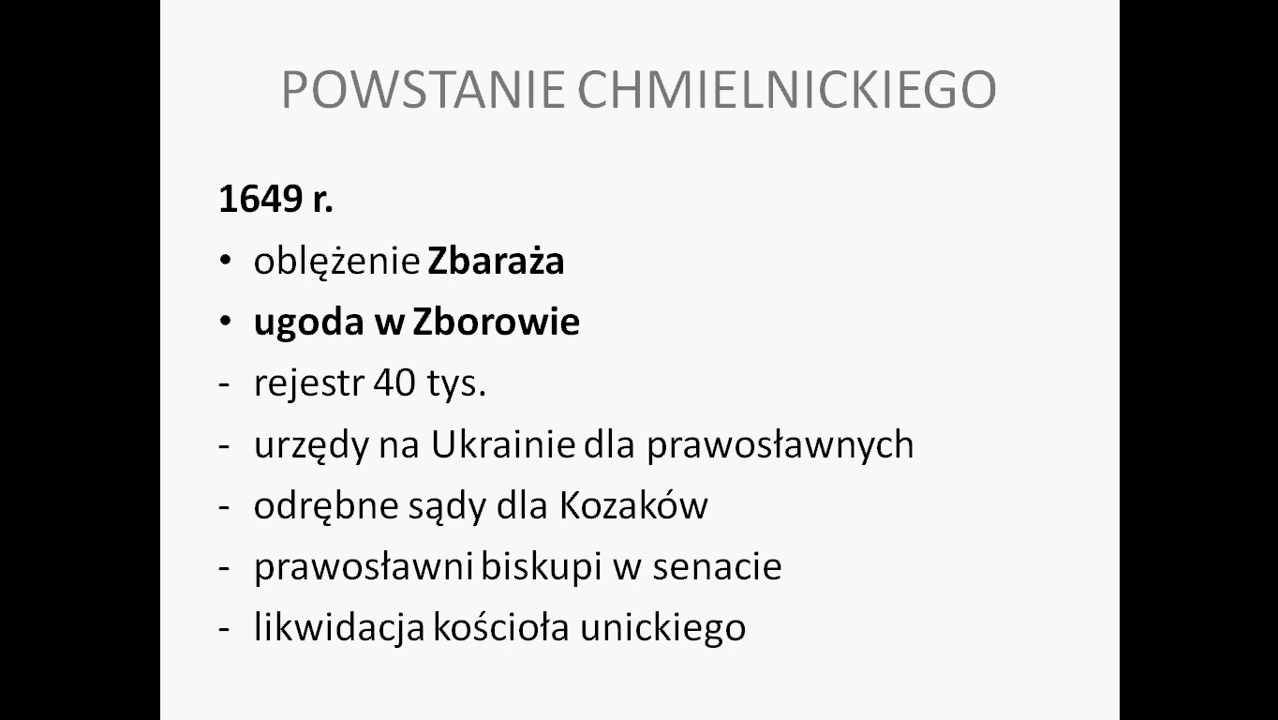 POWSTANIE CHMIELNICKIEGO
1649 r.
• oblężenie Zbaraża
• ugoda w Zborowie
- rejestr 40 tys.
- urzędy na Ukrainie dla prawosławnych
- odrębne sądy dla Kozaków
- prawosławni biskupi w senacie
- likwidacja kościoła unickiego